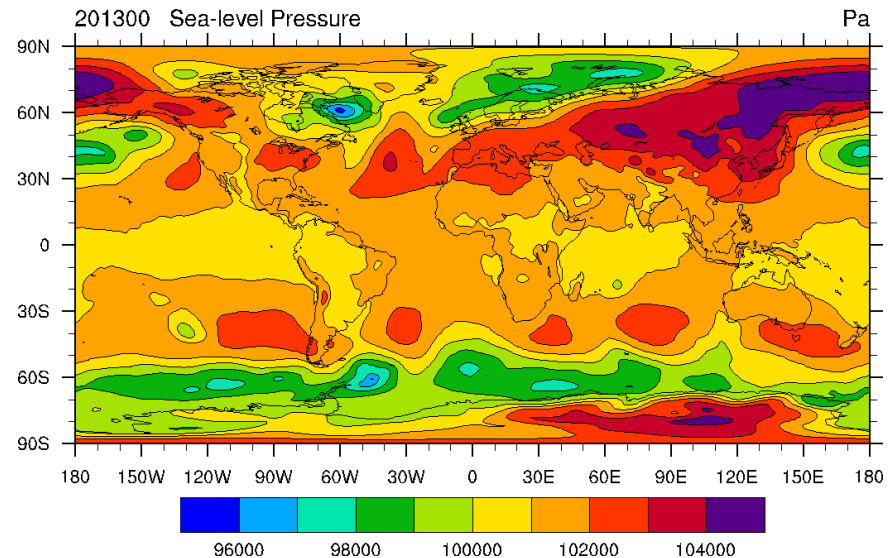 201300   Sea-level Pressure   Pa
90N
60N
30N
0
30S
60S
90S
180 150W 120W 90W 60W 30W 0 30E 60E 90E 120E 150E 180
96000 98000 100000 102000 104000